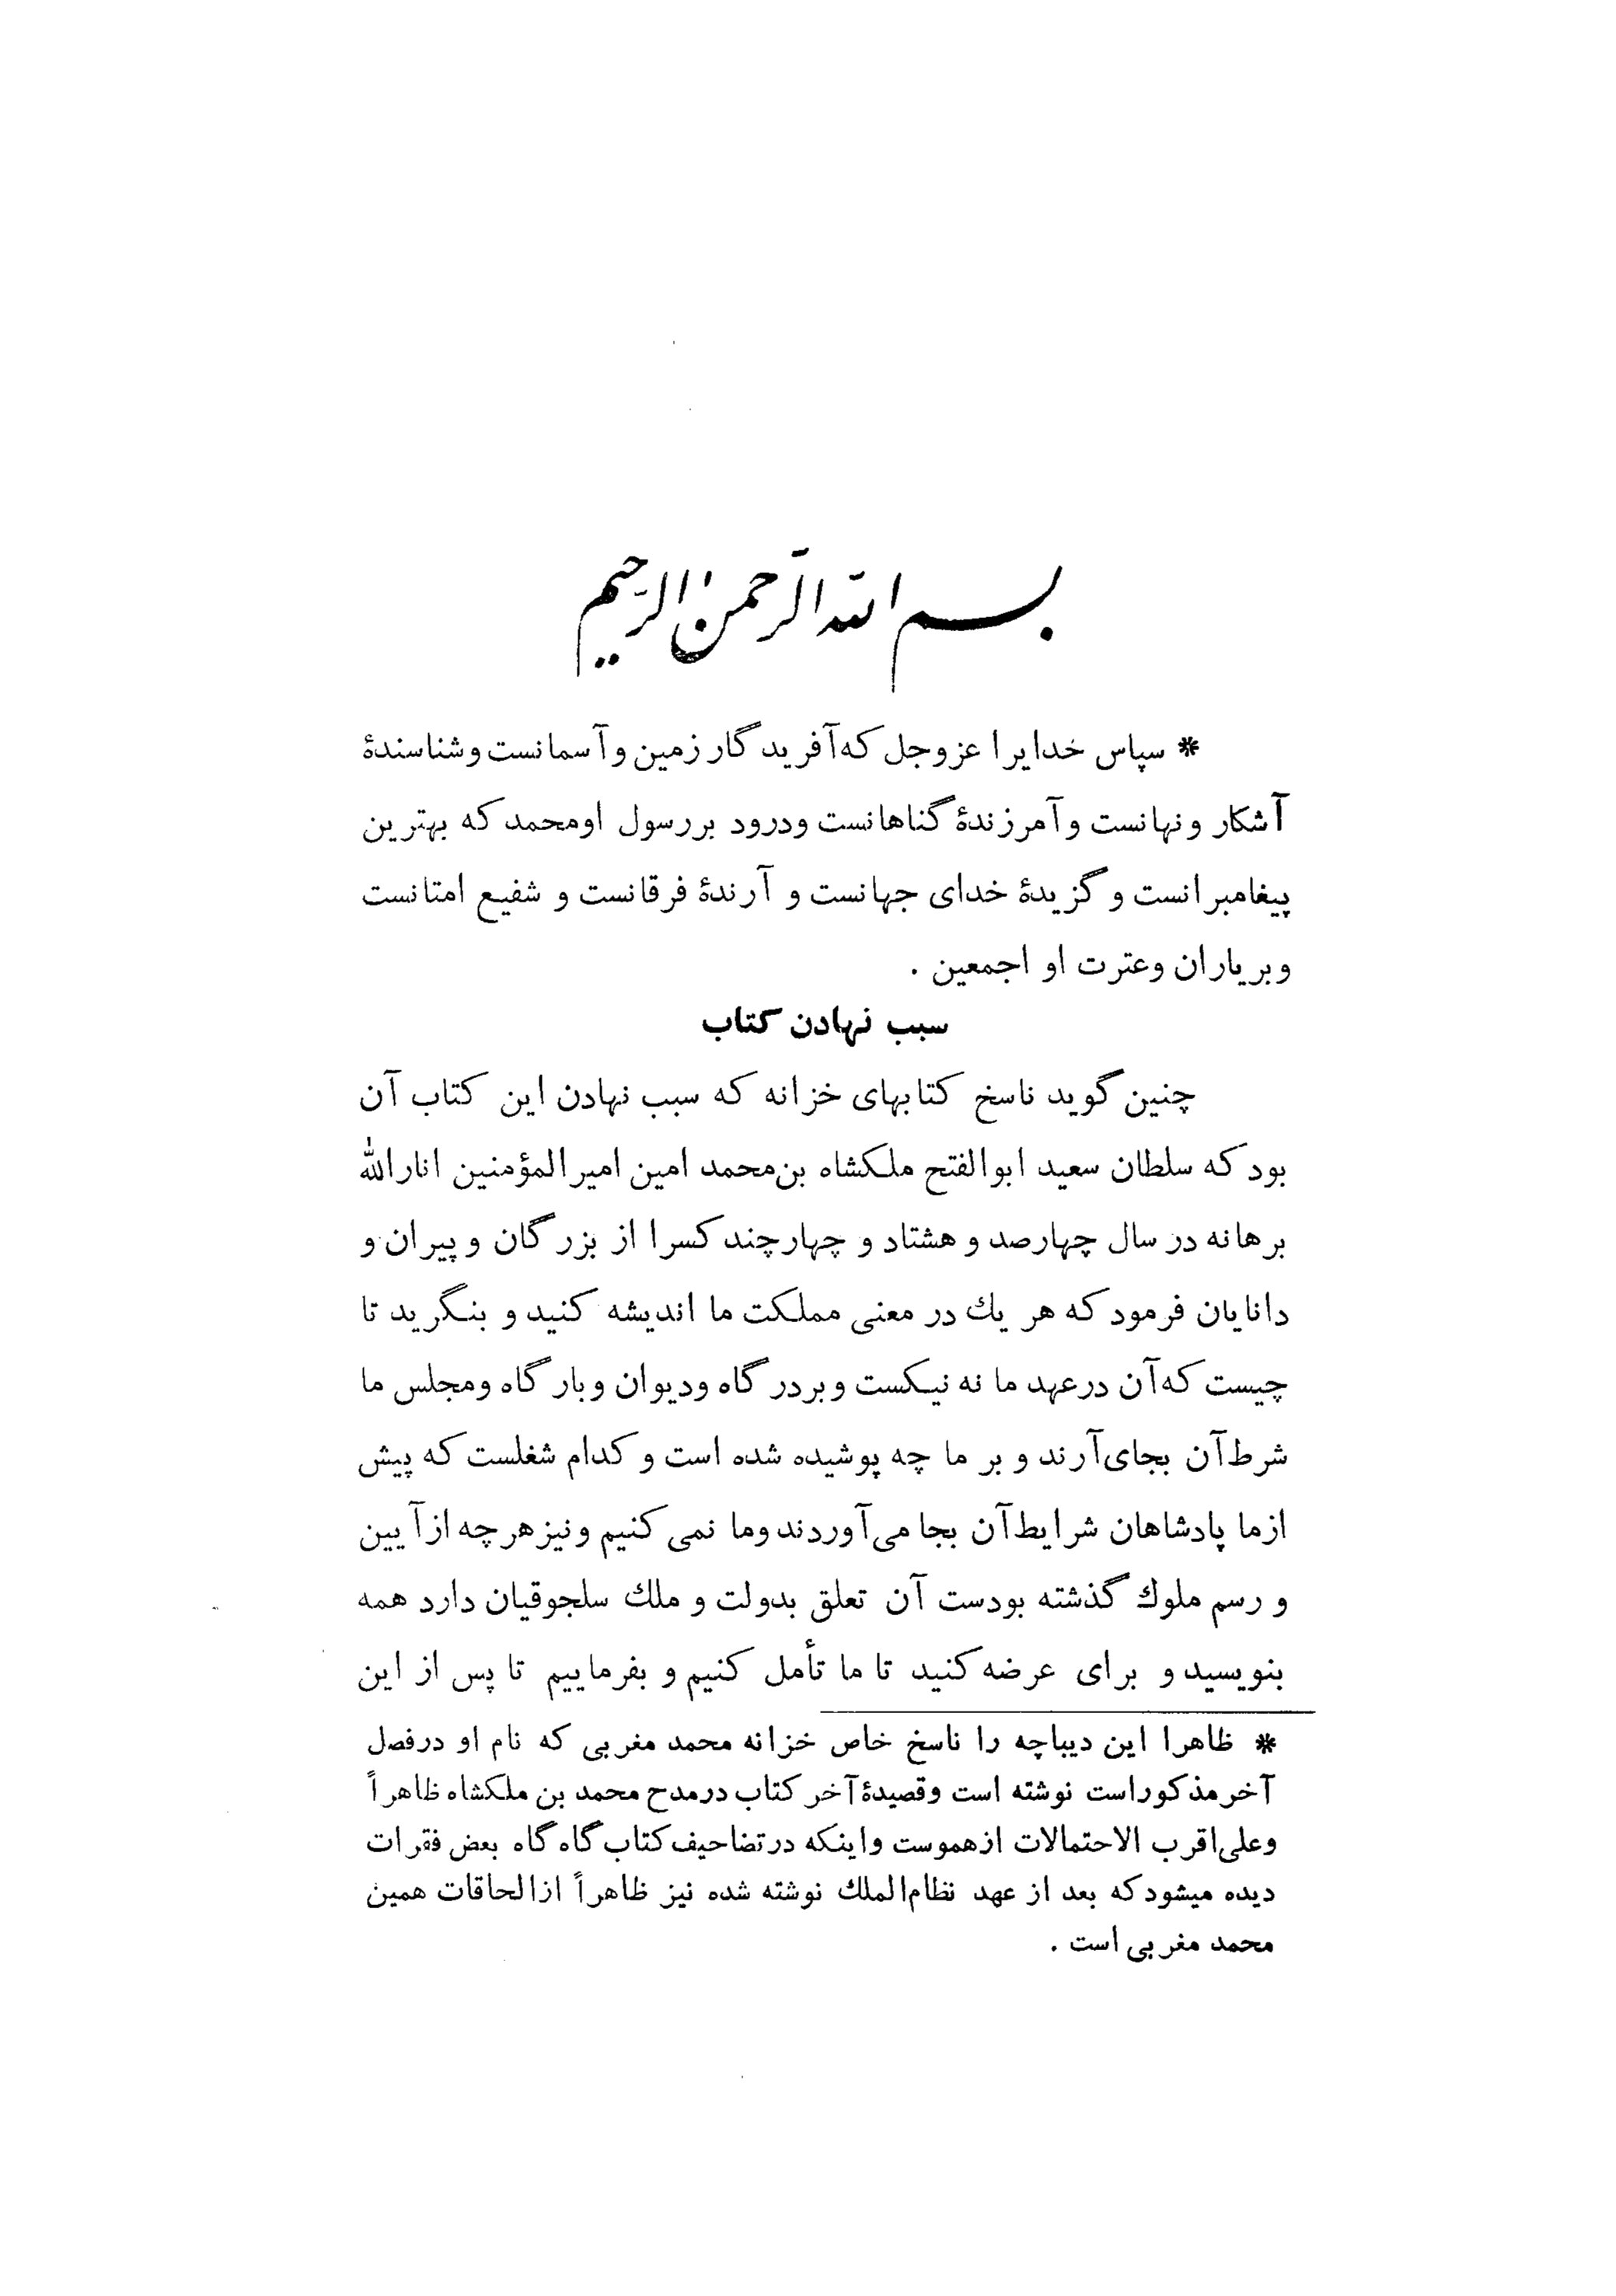 بسم الله الرحمن الرحیم
* سپاس خدایرا عزوجل که‌آفریدگار زمین و آسمانست و شناسندهٔ
آشکار و نهانست و آمرزندهٔ گناهانست ودرود بررسول اومحمد که بهترین
پیغامبرانست و گزیدهٔ خدای جهانست و آرندهٔ فرقانست و شفیع امتانست
وبریاران وعترت او اجمعین .
سبب نهادن کتاب
چنین گوید ناسخ کتابهای خزانه که سبب نهادن این کتاب آن
بود که سلطان سعید ابوالفتح ملکشاه بن‌محمد امین امیرالمؤمنین انارالله
برهانه در سال چهارصد و هشتاد و چهارچند کسرا از بزرگان و پیران و
دانایان فرمود که هر یك در معنی مملکت ما اندیشه کنید و بنگرید تا
چیست که‌آن درعهد ما نه نیکست و بردرگاه ودیوان و بارگاه ومجلس ما
شرط‌آن بجای‌آرند و بر ما چه پوشیده شده است و کدام شغلست که پیش
ازما پادشاهان شرایط‌آن بجا می‌آوردند وما نمی کنیم و نیز هرچه ازآیین
و رسم ملوك گذشته بودست آن تعلق بدولت و ملك سلجوقیان دارد همه
بنویسید و برای عرضه کنید تا ما تأمل کنیم و بفرماییم تا پس از این
* ظاهرا این دیباچه را ناسخ خاص خزانه محمد مغربی که نام او درفصل
آخرمذکوراست نوشته است وقصیدهٔ آخر کتاب درمدح محمد بن ملکشاه ظاهراً
وعلی‌اقرب الاحتمالات ازهموست واینکه درتضاحیف کتاب گاه گاه بعض فقرات
دیده میشود که بعد از عهد نظام‌الملك نوشته شده نیز ظاهراً ازالحاقات همین
محمد مغربی است .